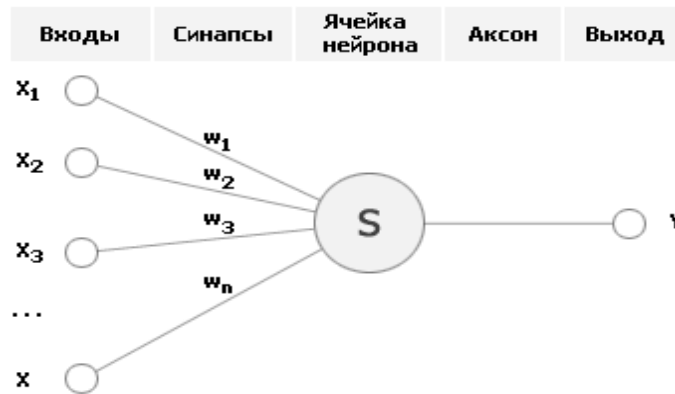 Входы Синапсы Ячейка нейрона Аксон Выход
x₁
w₁
x₂
w₂
w₃
x₃
wₙ
...
x
S
Y